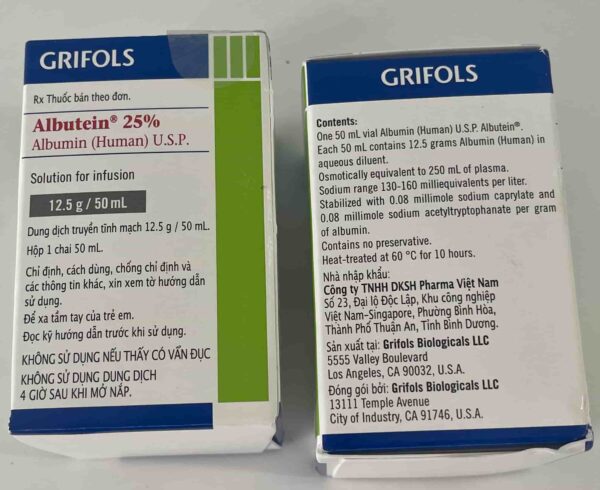 GRIFOLS
Rx Thuốc bán theo đơn.
Albutein® 25%
Albumin (Human) U.S.P.
Solution for infusion
12.5 g / 50 mL
Dung dịch truyền tĩnh mạch 12.5 g / 50 mL.
Hộp 1 chai 50 mL.
Chỉ định, cách dùng, chống chỉ định và
các thông tin khác, xin xem tờ hướng dẫn
sử dụng.
Để xa tầm tay của trẻ em.
Đọc kỹ hướng dẫn trước khi sử dụng.
KHÔNG SỬ DỤNG NẾU THẤY CÓ VẨN ĐỤC
KHÔNG SỬ DỤNG DUNG DỊCH
4 GIỜ SAU KHI MỞ NẮP.
GRIFOLS
Contents:
One 50 mL vial Albumin (Human) U.S.P. Albutein®.
Each 50 mL contains 12.5 grams Albumin (Human) in
aqueous diluent.
Osmotically equivalent to 250 mL of plasma.
Sodium range 130-160 milliequivalents per liter.
Stabilized with 0.08 millimole sodium caprylate and
0.08 millimole sodium acetyltryptophanate per gram
of albumin.
Contains no preservative.
Heat-treated at 60 °C for 10 hours.
Nhà nhập khẩu:
Công ty TNHH DKSH Pharma Việt Nam
Số 23, Đại lộ Độc Lập, Khu công nghiệp
Việt Nam-Singapore, Phường Bình Hòa,
Thành Phố Thuận An, Tỉnh Bình Dương.
Sản xuất tại: Grifols Biologicals LLC
5555 Valley Boulevard
Los Angeles, CA 90032, U.S.A.
Đóng gói bởi: Grifols Biologicals LLC
13111 Temple Avenue
City of Industry, CA 91746, U.S.A.